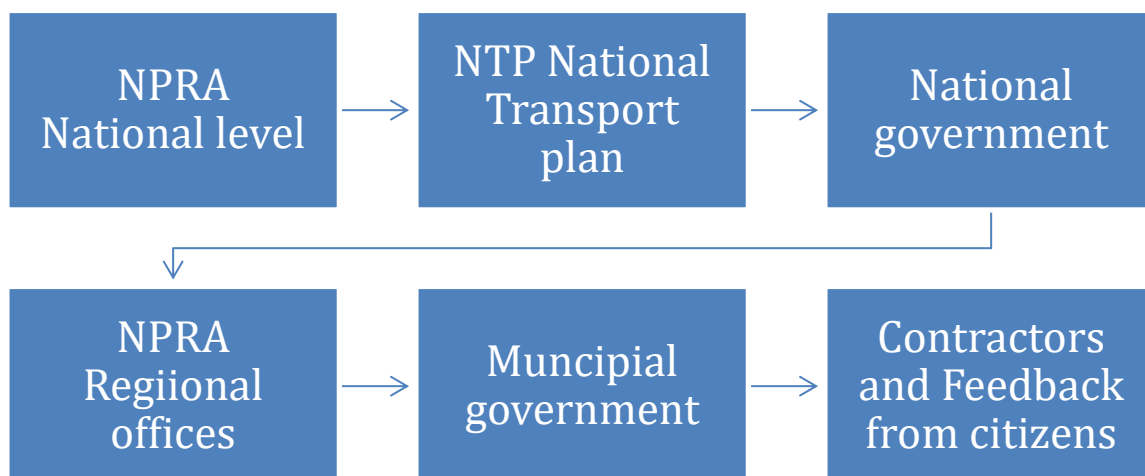 NPRA
National level
NTP National
Transport
plan
National
government
NPRA
Regiional
offices
Muncipial
government
Contractors
and Feedback
from citizens